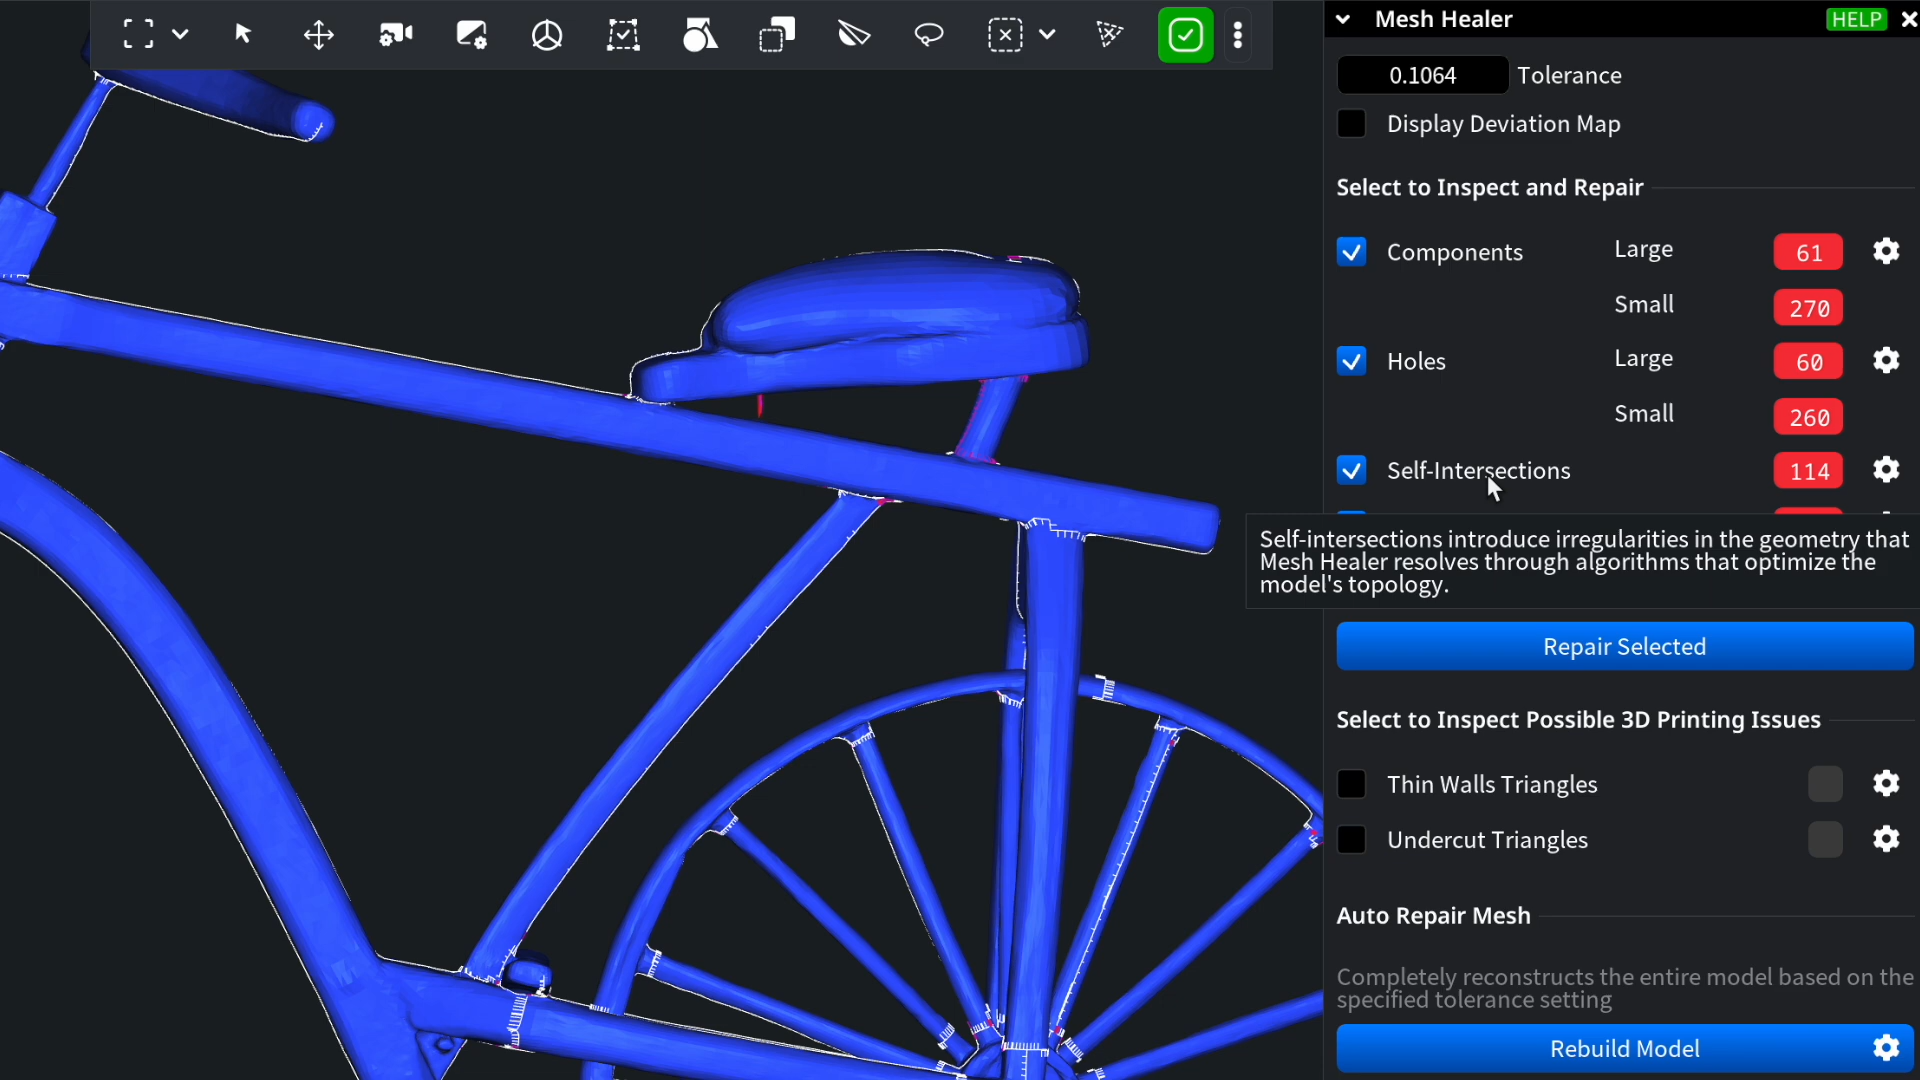 Mesh Healer
HELP
0.1064 Tolerance
Display Deviation Map
Select to Inspect and Repair
Components Large 61
Small 270
Holes Large 60
Small 260
Self-Intersections 114
Self-intersections introduce irregularities in the geometry that
Mesh Healer resolves through algorithms that optimize the
model's topology.
Repair Selected
Select to Inspect Possible 3D Printing Issues
Thin Walls Triangles
Undercut Triangles
Auto Repair Mesh
Completely reconstructs the entire model based on the
specified tolerance setting
Rebuild Model